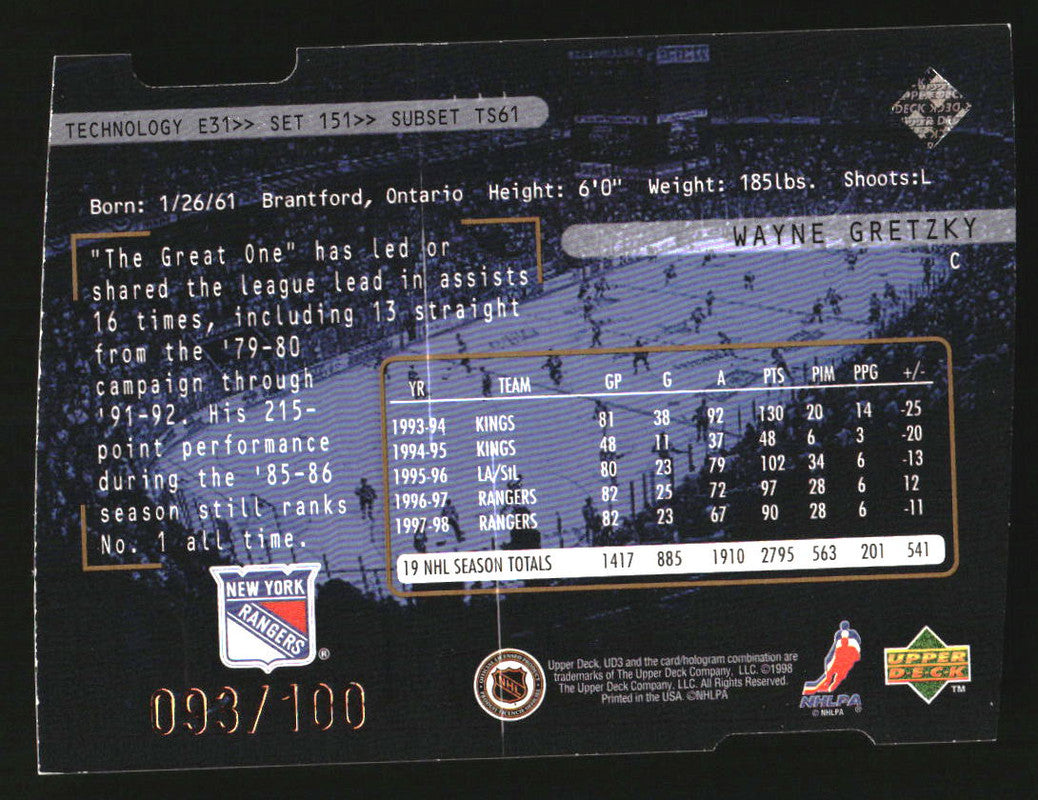 TECHNOLOGY E31>> SET 151>> SUBSET TS61
Born: 1/26/61 Brantford, Ontario Height: 6'0" Weight: 185lbs. Shoots:L
WAYNE GRETZKY
C
"The Great One" has led or
shared the league lead in assists
16 times, including 13 straight
from the '79-80
campaign through
'91-92. His 215-
point performance
during the '85-86
season still ranks
No. 1 all time.
YR TEAM GP G A PTS PIM PPG +/-
1993-94 KINGS 81 38 92 130 20 14 -25
1994-95 KINGS 48 11 37 48 6 3 -20
1995-96 LA/StL 80 23 79 102 34 6 -13
1996-97 RANGERS 82 25 72 97 28 6 12
1997-98 RANGERS 82 23 67 90 28 6 -11
19 NHL SEASON TOTALS 1417 885 1910 2795 563 201 541
NEW YORK
RANGERS
®
093/100
NHL
Upper Deck, UD3 and the card/hologram combination are
trademarks of The Upper Deck Company, LLC. ©1998
The Upper Deck Company, LLC. All Rights Reserved.
Printed in the USA. ©NHLPA
NHLPA
© NHLPA
UPPER
DECK
TM